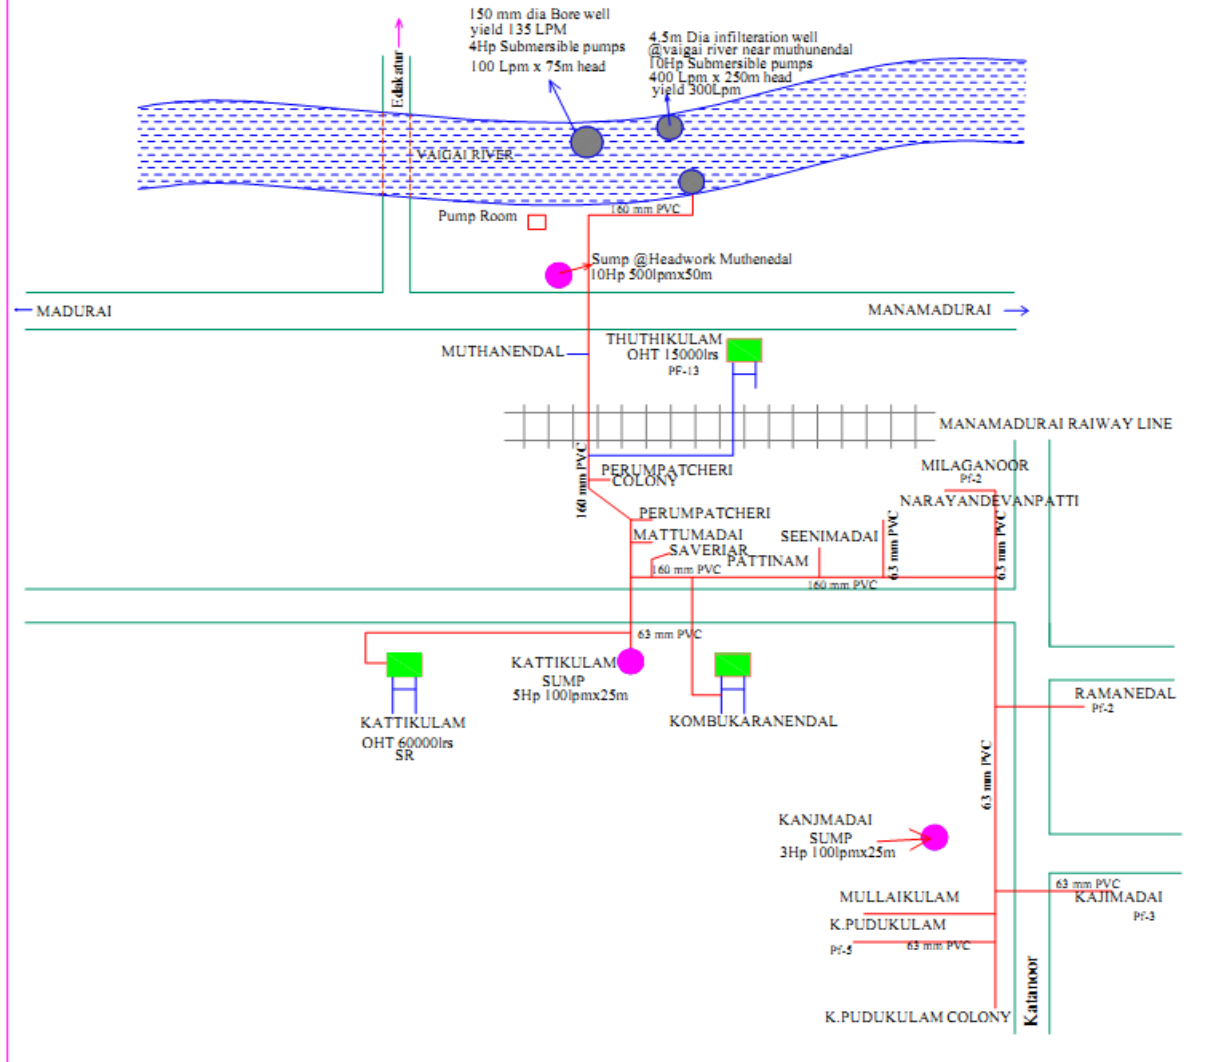 150 mm dia Bore well
yield 135 LPM
4Hp Submersible pumps
100 Lpm x 75m head
4.5m Dia infilteration well
@vaigai river near muthunendal
10Hp Submersible pumps
400 Lpm x 250m head
yield 300Lpm
Edakatur
VAIGAI RIVER
Pump Room
160 mm PVC
Sump @Headwork Muthenedal
10Hp 500lpmx50m
MADURAI
MANAMADURAI
MUTHANENDAL
THUTHIKULAM
OHT 15000lrs
PF-13
MANAMADURAI RAIWAY LINE
160 mm PVC
PERUMPATCHERI
COLONY
MILAGANOOR
Pf-2
NARAYANDEVANPATTI
PERUMPATCHERI
MATTUMADAI
SAVERIAR
PATTINAM
SEENIMADAI
63 mm PVC
63 mm PVC
160 mm PVC
160 mm PVC
63 mm PVC
KATTIKULAM
SUMP
5Hp 100lpmx25m
KATTIKULAM
OHT 60000lrs
SR
KOMBUKARANENDAL
RAMANEDAL
Pf-2
63 mm PVC
KANJMADAI
SUMP
3Hp 100lpmx25m
63 mm PVC
KAJIMADAI
Pf-3
MULLAIKULAM
K.PUDUKULAM
Pf-5
63 mm PVC
K.PUDUKULAM COLONY
Katanoor